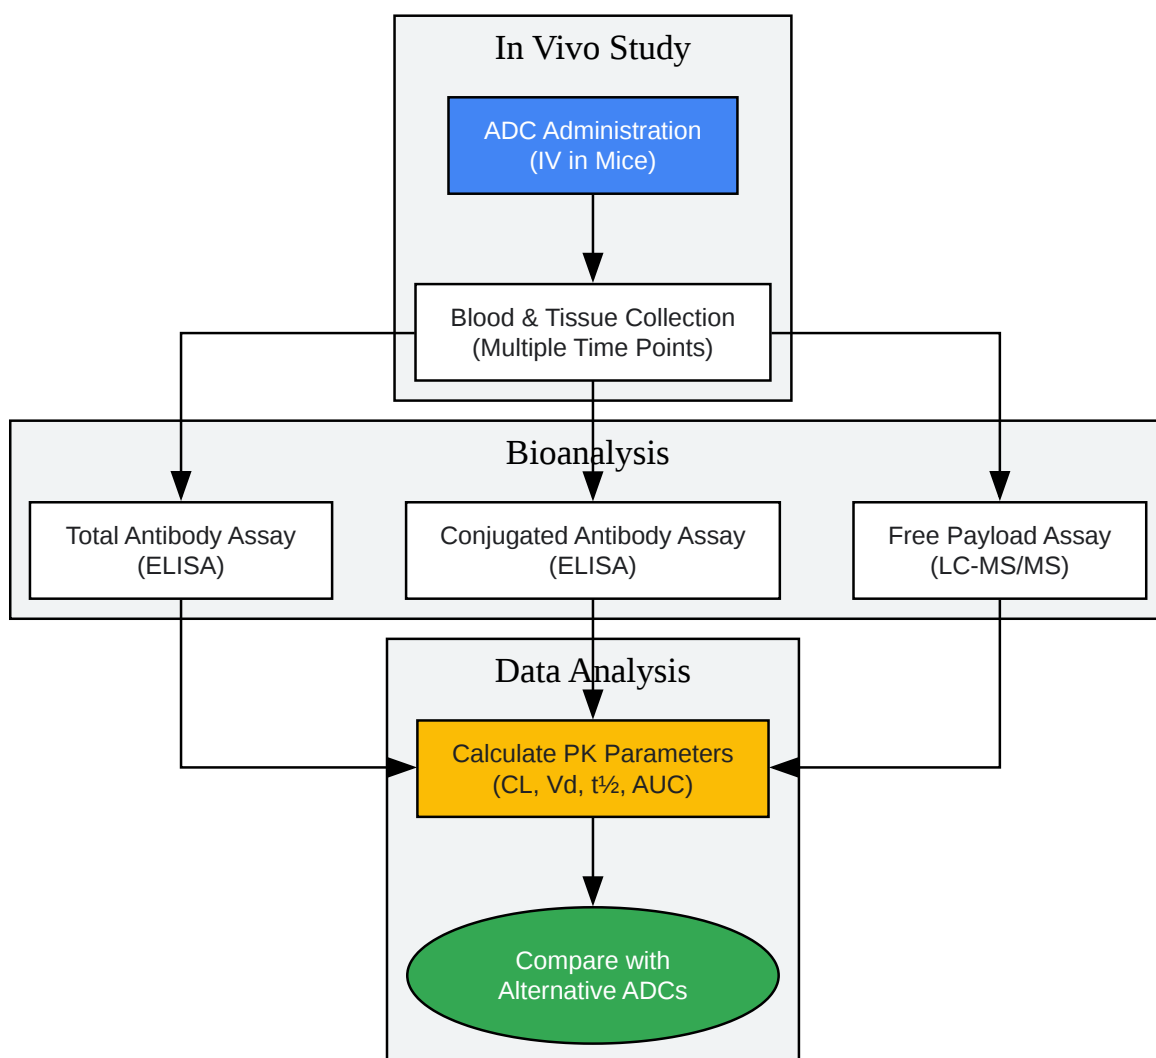 In Vivo Study
ADC Administration
(IV in Mice)
Blood & Tissue Collection
(Multiple Time Points)
Bioanalysis
Total Antibody Assay
(ELISA)
Conjugated Antibody Assay
(ELISA)
Free Payload Assay
(LC-MS/MS)
Data Analysis
Calculate PK Parameters
(CL, Vd, t½, AUC)
Compare with
Alternative ADCs